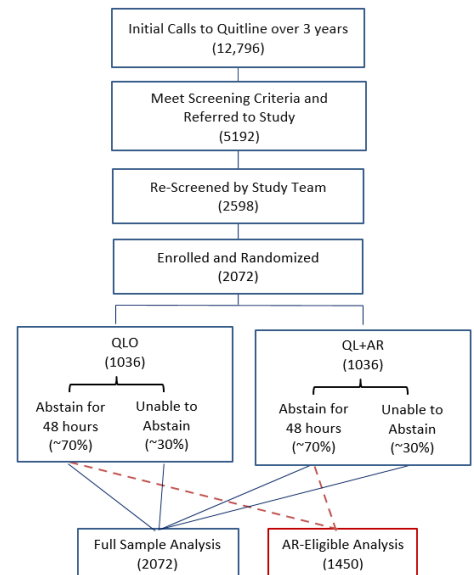 Initial Calls to Quitline over 3 years
(12,796)
Meet Screening Criteria and
Referred to Study
(5192)
Re-Screened by Study Team
(2598)
Enrolled and Randomized
(2072)
QLO
(1036)
Abstain for
48 hours
(~70%)
Unable to
Abstain
(~30%)
QL+AR
(1036)
Abstain for
48 hours
(~70%)
Unable to
Abstain
(~30%)
Full Sample Analysis
(2072)
AR-Eligible Analysis
(1450)